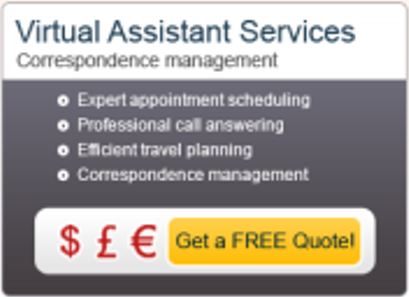 Virtual Assistant Services
Correspondence management
Expert appointment scheduling
Professional call answering
Efficient travel planning
Correspondence management
$ £ € Get a FREE Quote!